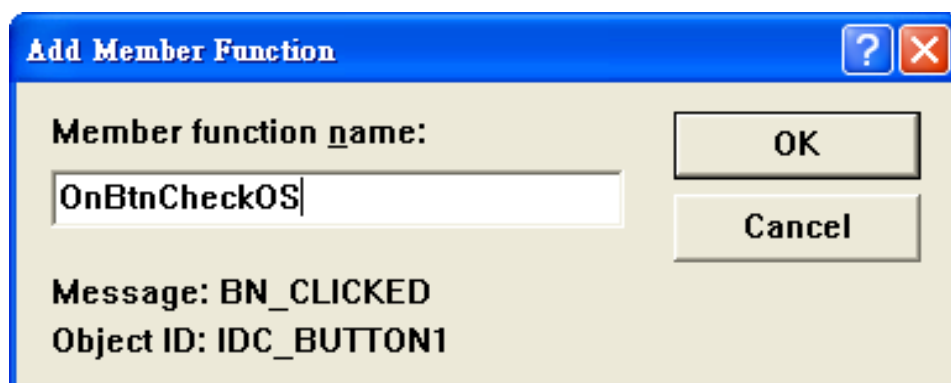 Add Member Function
?
Member function name:
OK
OnBtnCheckOS
Cancel
Message: BN_CLICKED
Object ID: IDC_BUTTON1